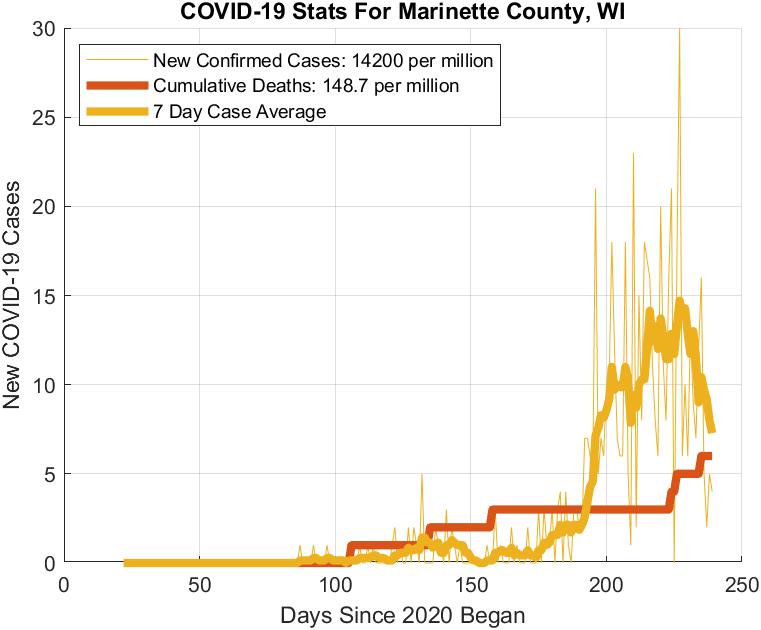 COVID-19 Stats For Marinette County, WI
New Confirmed Cases: 14200 per million
Cumulative Deaths: 148.7 per million
7 Day Case Average
New COVID-19 Cases
30
25
20
15
10
5
0
0 50 100 150 200 250
Days Since 2020 Began